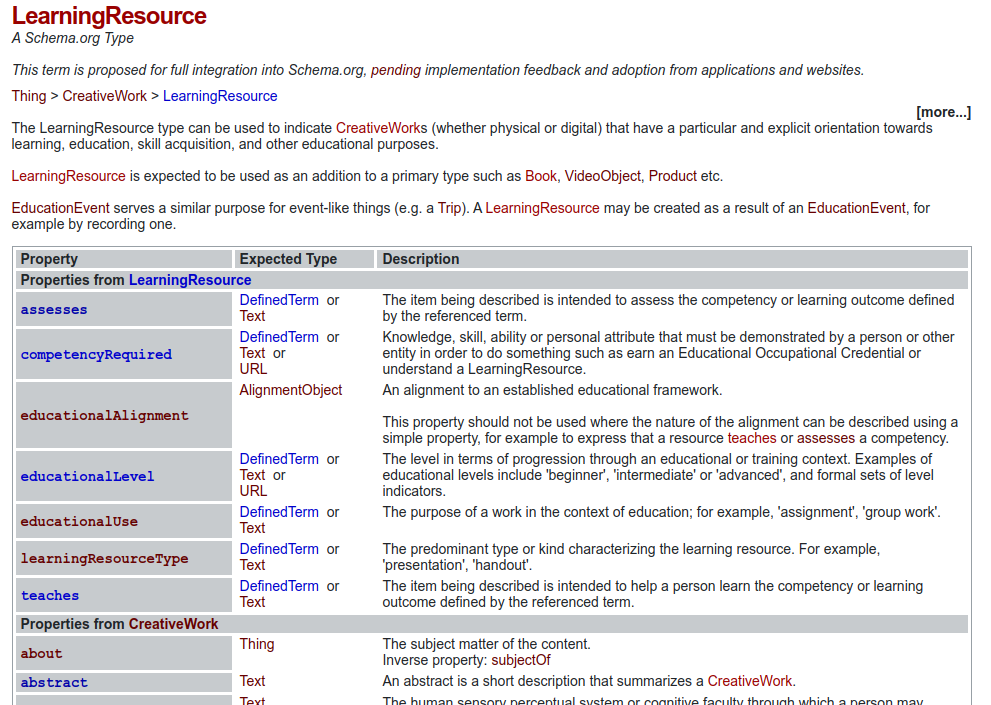 LearningResource
A Schema.org Type
This term is proposed for full integration into Schema.org, pending implementation feedback and adoption from applications and websites.
Thing > CreativeWork > LearningResource
[more...]
The LearningResource type can be used to indicate CreativeWorks (whether physical or digital) that have a particular and explicit orientation towards
learning, education, skill acquisition, and other educational purposes.
LearningResource is expected to be used as an addition to a primary type such as Book, VideoObject, Product etc.
EducationEvent serves a similar purpose for event-like things (e.g. a Trip). A LearningResource may be created as a result of an EducationEvent, for
example by recording one.
Property Expected Type Description
Properties from LearningResource
assesses
DefinedTerm or
Text
The item being described is intended to assess the competency or learning outcome defined
by the referenced term.
competencyRequired
DefinedTerm or
Text or
URL
Knowledge, skill, ability or personal attribute that must be demonstrated by a person or other
entity in order to do something such as earn an Educational Occupational Credential or
understand a LearningResource.
educationalAlignment
AlignmentObject
An alignment to an established educational framework.
This property should not be used where the nature of the alignment can be described using a
simple property, for example to express that a resource teaches or assesses a competency.
educationalLevel
DefinedTerm or
Text or
URL
The level in terms of progression through an educational or training context. Examples of
educational levels include 'beginner', 'intermediate' or 'advanced', and formal sets of level
indicators.
educationalUse
DefinedTerm or
Text
The purpose of a work in the context of education; for example, 'assignment', 'group work'.
learningResourceType
DefinedTerm or
Text
The predominant type or kind characterizing the learning resource. For example,
'presentation', 'handout'.
teaches
DefinedTerm or
Text
The item being described is intended to help a person learn the competency or learning
outcome defined by the referenced term.
Properties from CreativeWork
about
Thing
The subject matter of the content.
Inverse property: subjectOf
abstract
Text
An abstract is a short description that summarizes a CreativeWork.
Text
The human sensory perceptual system or cognitive faculty through which a person may